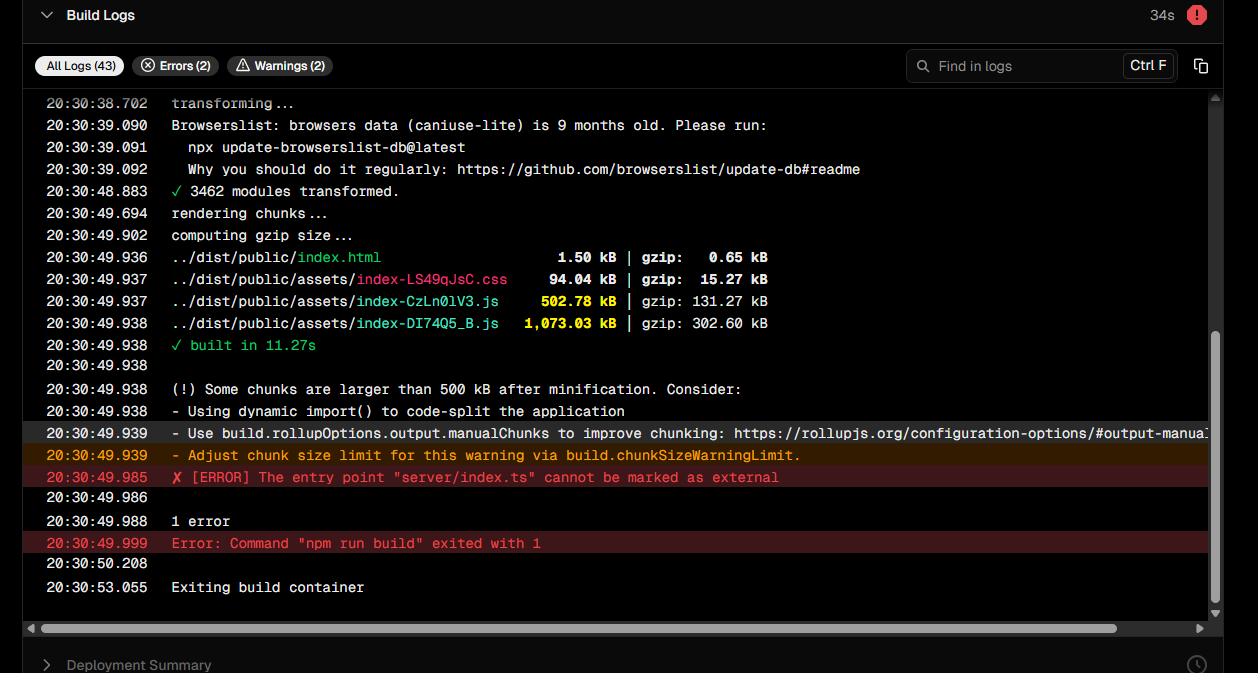 Build Logs 34s
All Logs (43) Errors (2) Warnings (2) Find in logs Ctrl F
20:30:38.702 transforming...
20:30:39.090 Browserslist: browsers data (caniuse-lite) is 9 months old. Please run:
20:30:39.091 npx update-browserslist-db@latest
20:30:39.092 Why you should do it regularly: https://github.com/browserslist/update-db#readme
20:30:48.883 ✓ 3462 modules transformed.
20:30:49.694 rendering chunks...
20:30:49.902 computing gzip size...
20:30:49.936 ../dist/public/index.html 1.50 kB | gzip: 0.65 kB
20:30:49.937 ../dist/public/assets/index-LS49qJsC.css 94.04 kB | gzip: 15.27 kB
20:30:49.937 ../dist/public/assets/index-CzLn0lV3.js 502.78 kB | gzip: 131.27 kB
20:30:49.938 ../dist/public/assets/index-DI74Q5_B.js 1,073.03 kB | gzip: 302.60 kB
20:30:49.938 ✓ built in 11.27s
20:30:49.938
20:30:49.938 (!) Some chunks are larger than 500 kB after minification. Consider:
20:30:49.938 - Using dynamic import() to code-split the application
20:30:49.939 - Use build.rollupOptions.output.manualChunks to improve chunking: https://rollupjs.org/configuration-options/#output-manual
20:30:49.939 - Adjust chunk size limit for this warning via build.chunkSizeWarningLimit.
20:30:49.985 ✗ [ERROR] The entry point "server/index.ts" cannot be marked as external
20:30:49.986
20:30:49.988 1 error
20:30:49.999 Error: Command "npm run build" exited with 1
20:30:50.208
20:30:53.055 Exiting build container
Deployment Summary